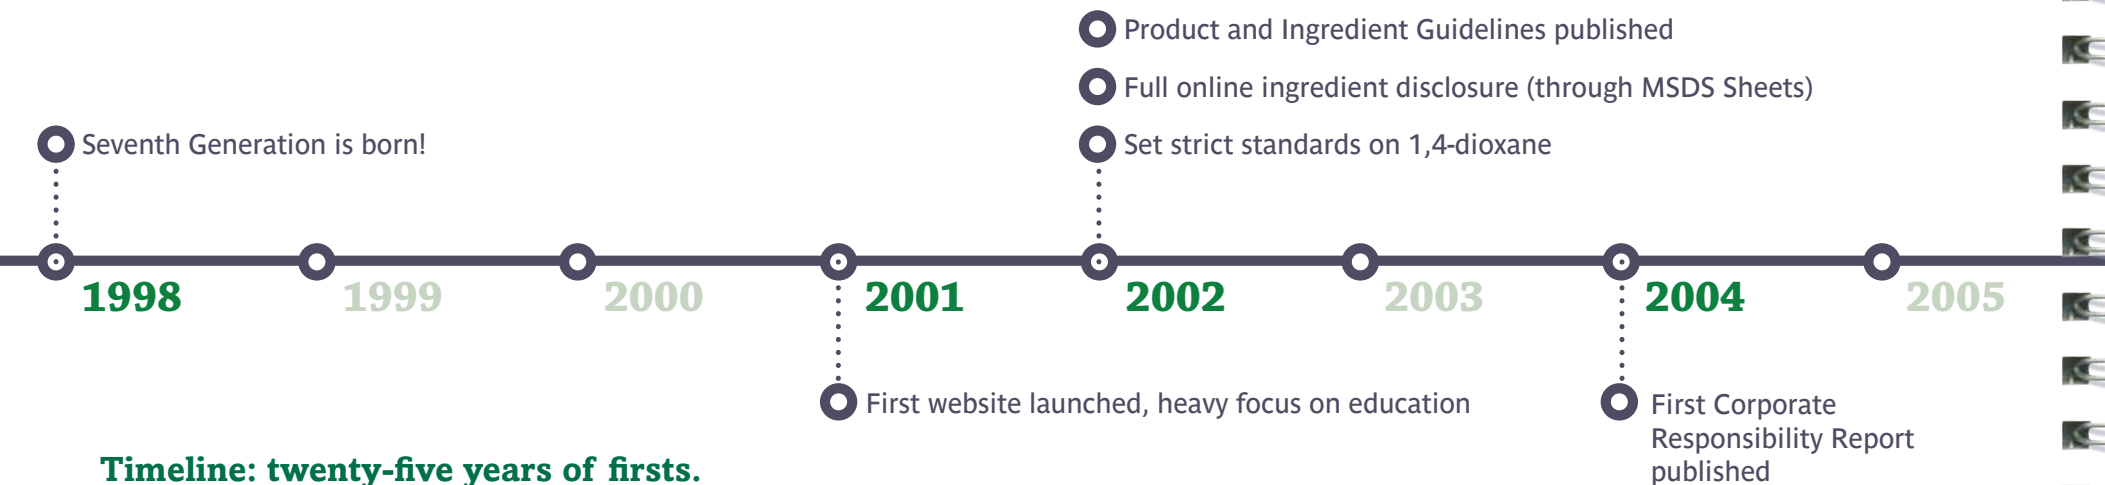 Product and Ingredient Guidelines published
Full online ingredient disclosure (through MSDS Sheets)
Seventh Generation is born!
Set strict standards on 1,4-dioxane
1998
1999
2000
2001
2002
2003
2004
2005
First website launched, heavy focus on education
First Corporate
Responsibility Report
published
Timeline: twenty-five years of firsts.